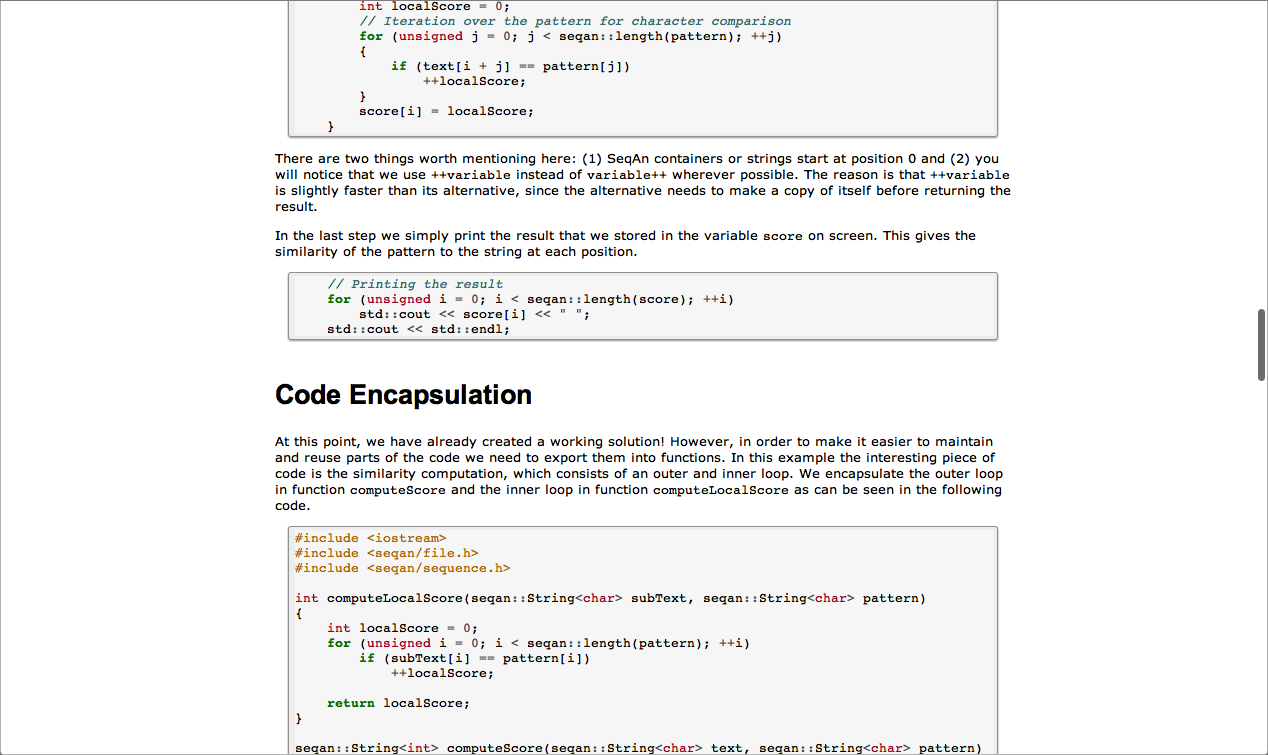 int localScore = 0;
// Iteration over the pattern for character comparison
for (unsigned j = 0; j < seqan::length(pattern); ++j)
{
if (text[i + j] == pattern[j])
++localScore;
}
score[i] = localScore;
}
There are two things worth mentioning here: (1) SeqAn containers or strings start at position 0 and (2) you
will notice that we use ++variable instead of variable++ wherever possible. The reason is that ++variable
is slightly faster than its alternative, since the alternative needs to make a copy of itself before returning the
result.
In the last step we simply print the result that we stored in the variable score on screen. This gives the
similarity of the pattern to the string at each position.
// Printing the result
for (unsigned i = 0; i < seqan::length(score); ++i)
std::cout << score[i] << " ";
std::cout << std::endl;
Code Encapsulation
At this point, we have already created a working solution! However, in order to make it easier to maintain
and reuse parts of the code we need to export them into functions. In this example the interesting piece of
code is the similarity computation, which consists of an outer and inner loop. We encapsulate the outer loop
in function computeScore and the inner loop in function computeLocalScore as can be seen in the following
code.
#include <iostream>
#include <seqan/file.h>
#include <seqan/sequence.h>
int computeLocalScore(seqan::String<char> subText, seqan::String<char> pattern)
{
int localScore = 0;
for (unsigned i = 0; i < seqan::length(pattern); ++i)
if (subText[i] == pattern[i])
++localScore;
return localScore;
}
seqan::String<int> computeScore(seqan::String<char> text, seqan::String<char> pattern)